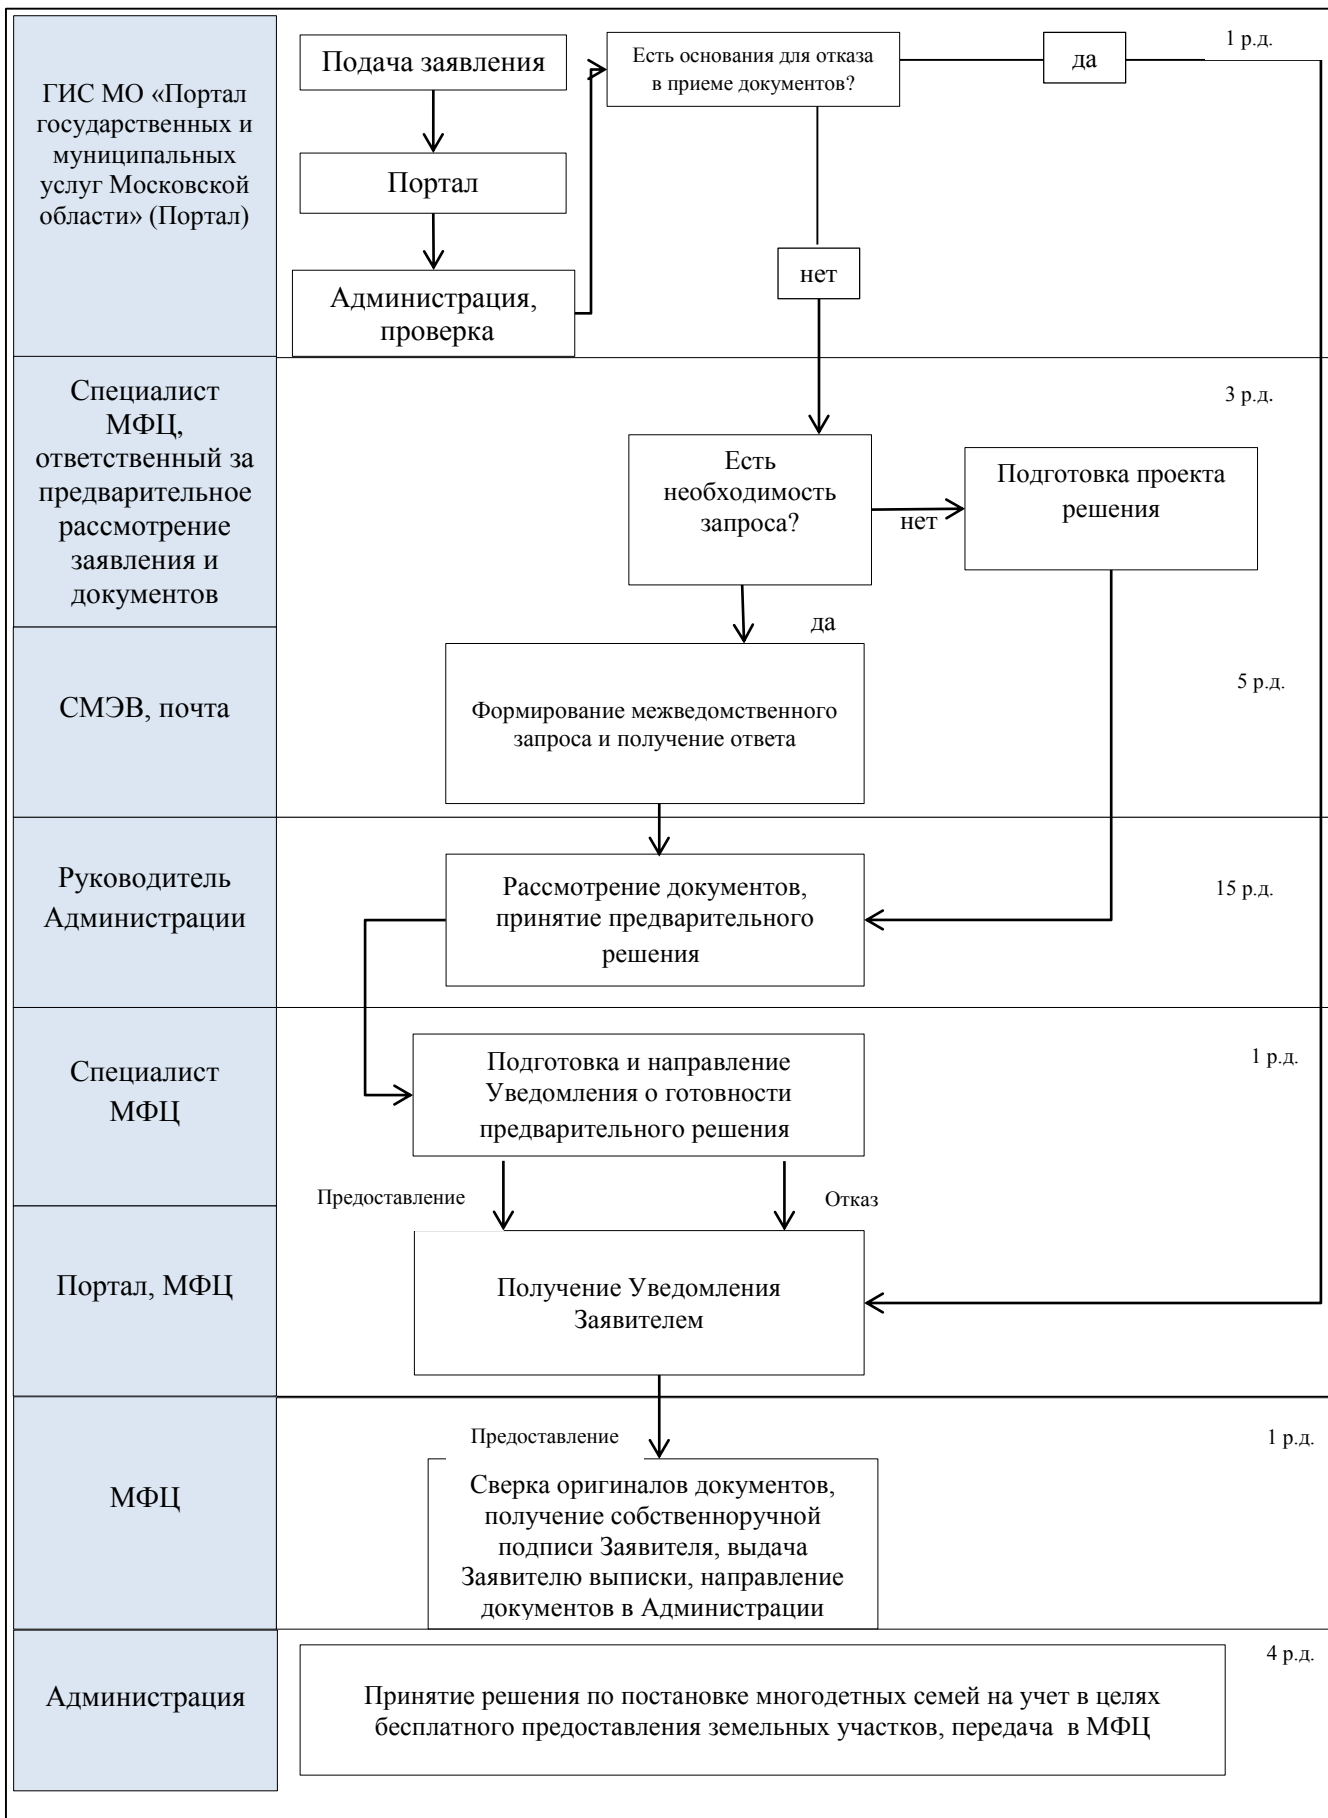 ГИС МО «Портал
государственных и
муниципальных
услуг Московской
области» (Портал)
Подача заявления
Портал
Администрация,
проверка
Есть основания для отказа
в приеме документов?
да
1 р.д.
нет
Специалист
МФЦ,
ответственный за
предварительное
рассмотрение
заявления и
документов
3 р.д.
Есть
необходимость
запроса?
нет
Подготовка проекта
решения
да
СМЭВ, почта
5 р.д.
Формирование межведомственного
запроса и получение ответа
Руководитель
Администрации
Рассмотрение документов,
принятие предварительного
решения
15 р.д.
Специалист
МФЦ
Подготовка и направление
Уведомления о готовности
предварительного решения
1 р.д.
Предоставление
Отказ
Портал, МФЦ
Получение Уведомления
Заявителем
МФЦ
Предоставление
1 р.д.
Сверка оригиналов документов,
получение собственноручной
подписи Заявителя, выдача
Заявителю выписки, направление
документов в Администрации
Администрация
4 р.д.
Принятие решения по постановке многодетных семей на учет в целях
бесплатного предоставления земельных участков, передача в МФЦ